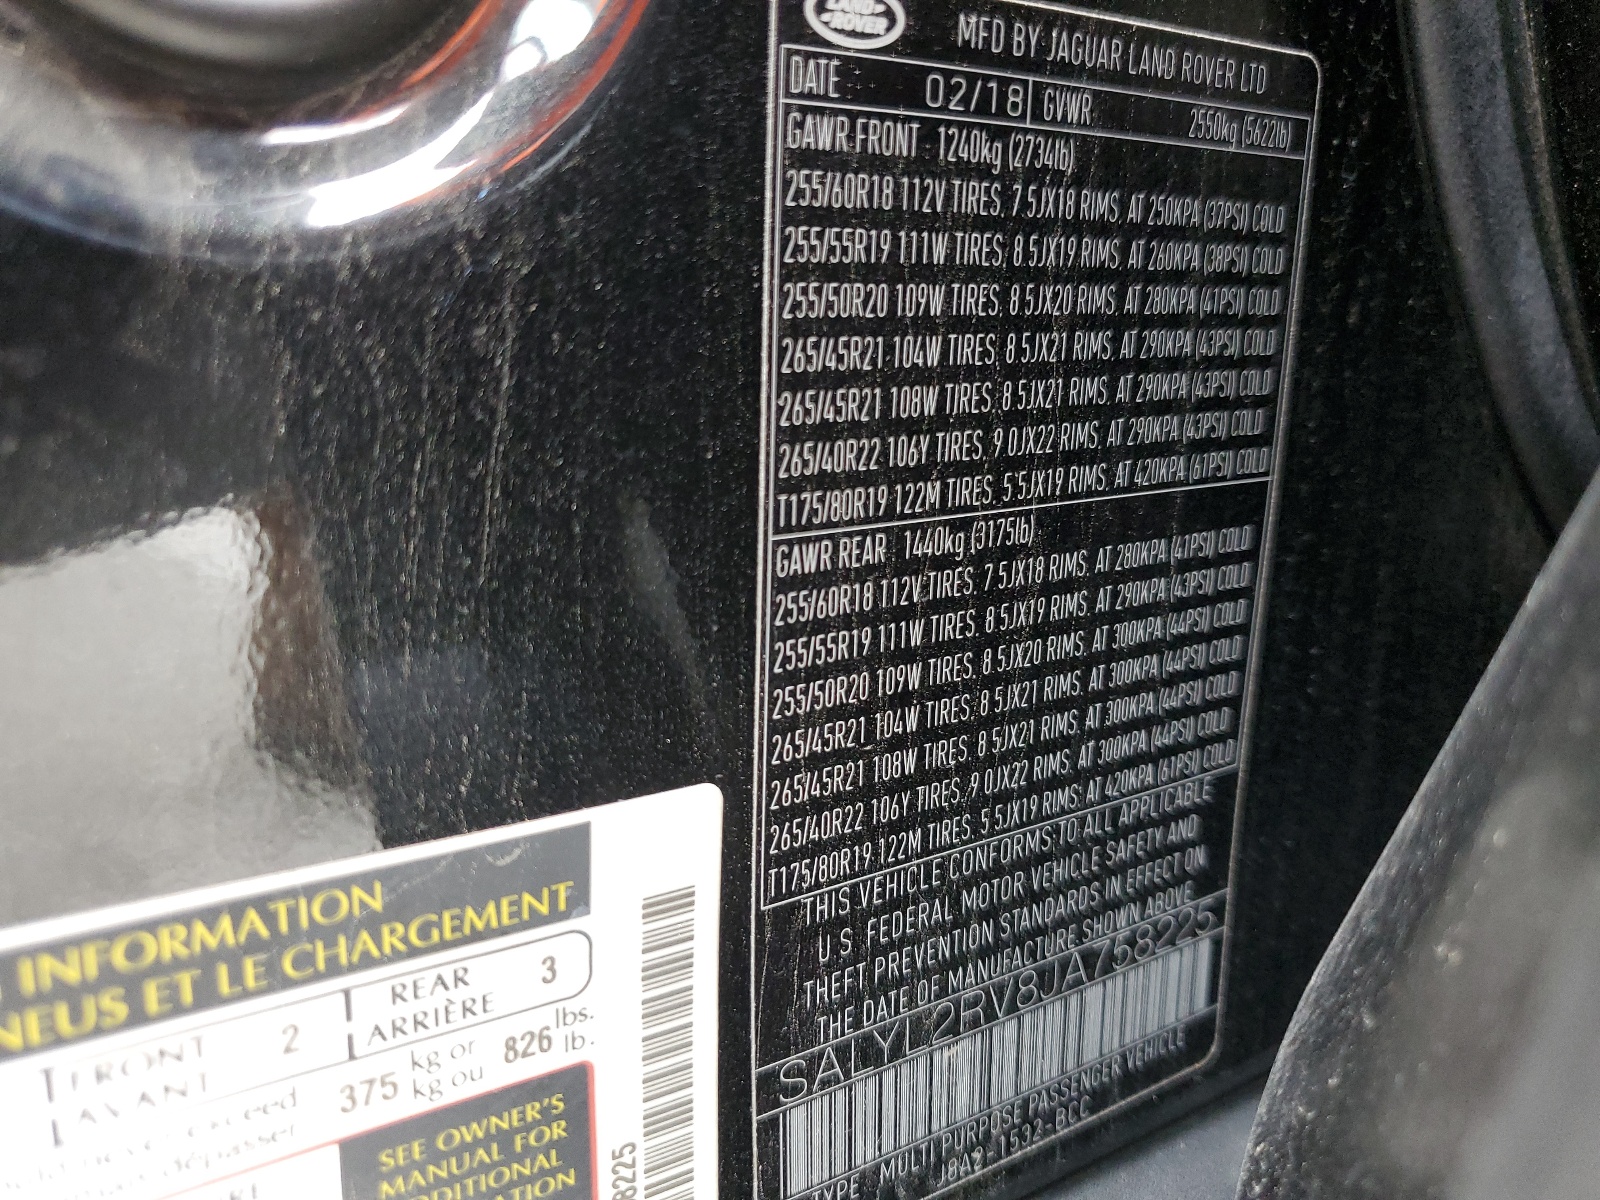 LAND ROVER
MFD BY JAGUAR LAND ROVER LTD
DATE 02/18 GVWR 2550kg (5622lb)
GAWR FRONT 1240kg (2734lb)
255/60R18 112V TIRES, 7.5JX18 RIMS, AT 250KPA (37PSI) COLD
255/55R19 111W TIRES, 8.5JX19 RIMS, AT 260KPA (38PSI) COLD
255/50R20 109W TIRES, 8.5JX20 RIMS, AT 280KPA (41PSI) COLD
265/45R21 104W TIRES, 8.5JX21 RIMS, AT 290KPA (43PSI) COLD
265/45R21 108W TIRES, 8.5JX21 RIMS, AT 290KPA (43PSI) COLD
265/40R22 106Y TIRES, 9.0JX22 RIMS, AT 290KPA (43PSI) COLD
T175/80R19 122M TIRES, 5.5JX19 RIMS, AT 420KPA (61PSI) COLD
GAWR REAR 1440kg (3175lb)
255/60R18 112V TIRES, 7.5JX18 RIMS, AT 280KPA (41PSI) COLD
255/55R19 111W TIRES, 8.5JX19 RIMS, AT 290KPA (43PSI) COLD
255/50R20 109W TIRES, 8.5JX20 RIMS, AT 300KPA (44PSI) COLD
265/45R21 104W TIRES, 8.5JX21 RIMS, AT 300KPA (44PSI) COLD
265/45R21 108W TIRES, 8.5JX21 RIMS, AT 300KPA (44PSI) COLD
265/40R22 106Y TIRES, 9.0JX22 RIMS, AT 300KPA (44PSI) COLD
T175/80R19 122M TIRES, 5.5JX19 RIMS, AT 420KPA (61PSI) COLD
THIS VEHICLE CONFORMS TO ALL APPLICABLE
U.S. FEDERAL MOTOR VEHICLE SAFETY AND
THEFT PREVENTION STANDARDS IN EFFECT ON
THE DATE OF MANUFACTURE SHOWN ABOVE
SALYL2RV8JA758225
TYPE: MULTI PURPOSE PASSENGER VEHICLE
J8A2-1532-BCC
INFORMATION
NEUS ET LE CHARGEMENT
FRONT 2 REAR 3
AVANT ARRIÈRE
exceed 375 kg or 826 lbs.
dépasser kg ou lb.
SEE OWNER'S
MANUAL FOR
DDITIONAL
ATION
8225